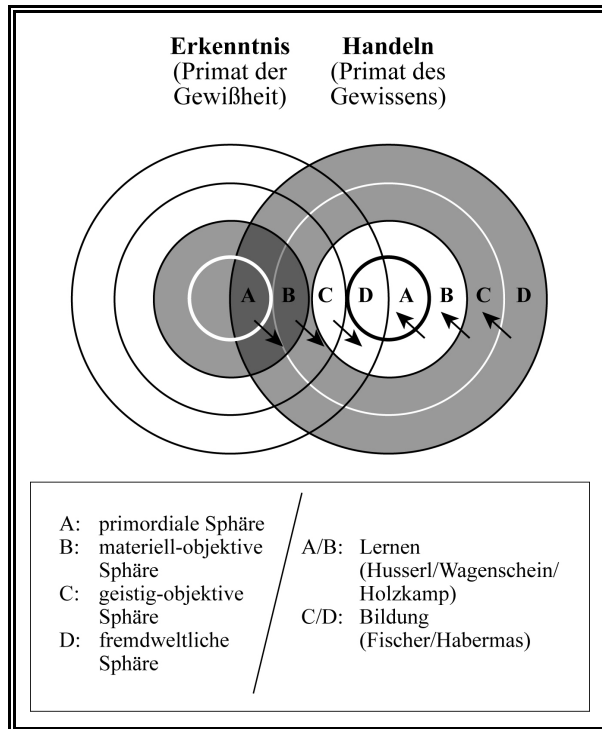 Erkenntnis
(Primat der
Gewißheit)
Handeln
(Primat des
Gewissens)
A B C D A B C D
A: primordiale Sphäre
B: materiell-objektive
Sphäre
C: geistig-objektive
Sphäre
D: fremdweltliche
Sphäre
A/B: Lernen
(Husserl/Wagenschein/
Holzkamp)
C/D: Bildung
(Fischer/Habermas)